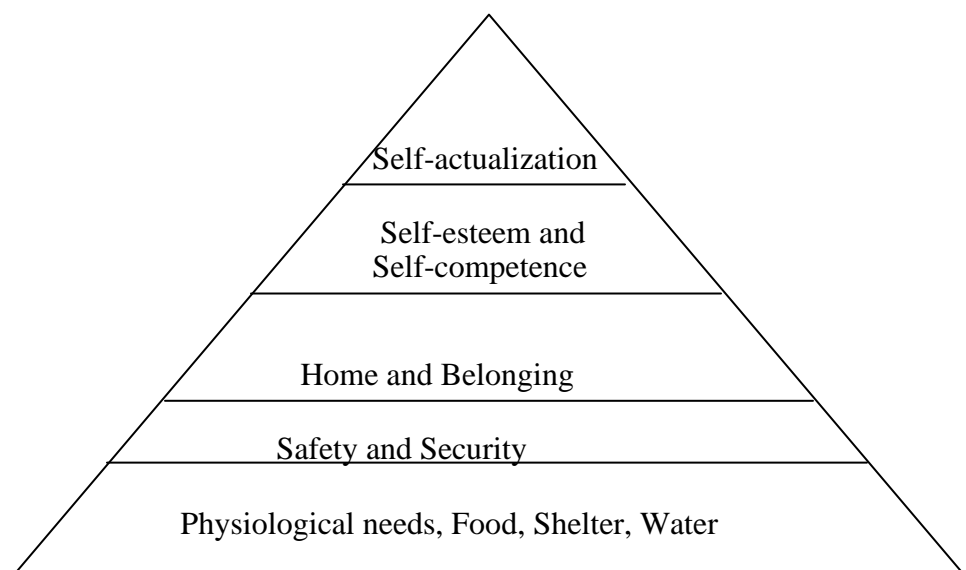 Self-actualization
Self-esteem and
Self-competence
Home and Belonging
Safety and Security
Physiological needs, Food, Shelter, Water